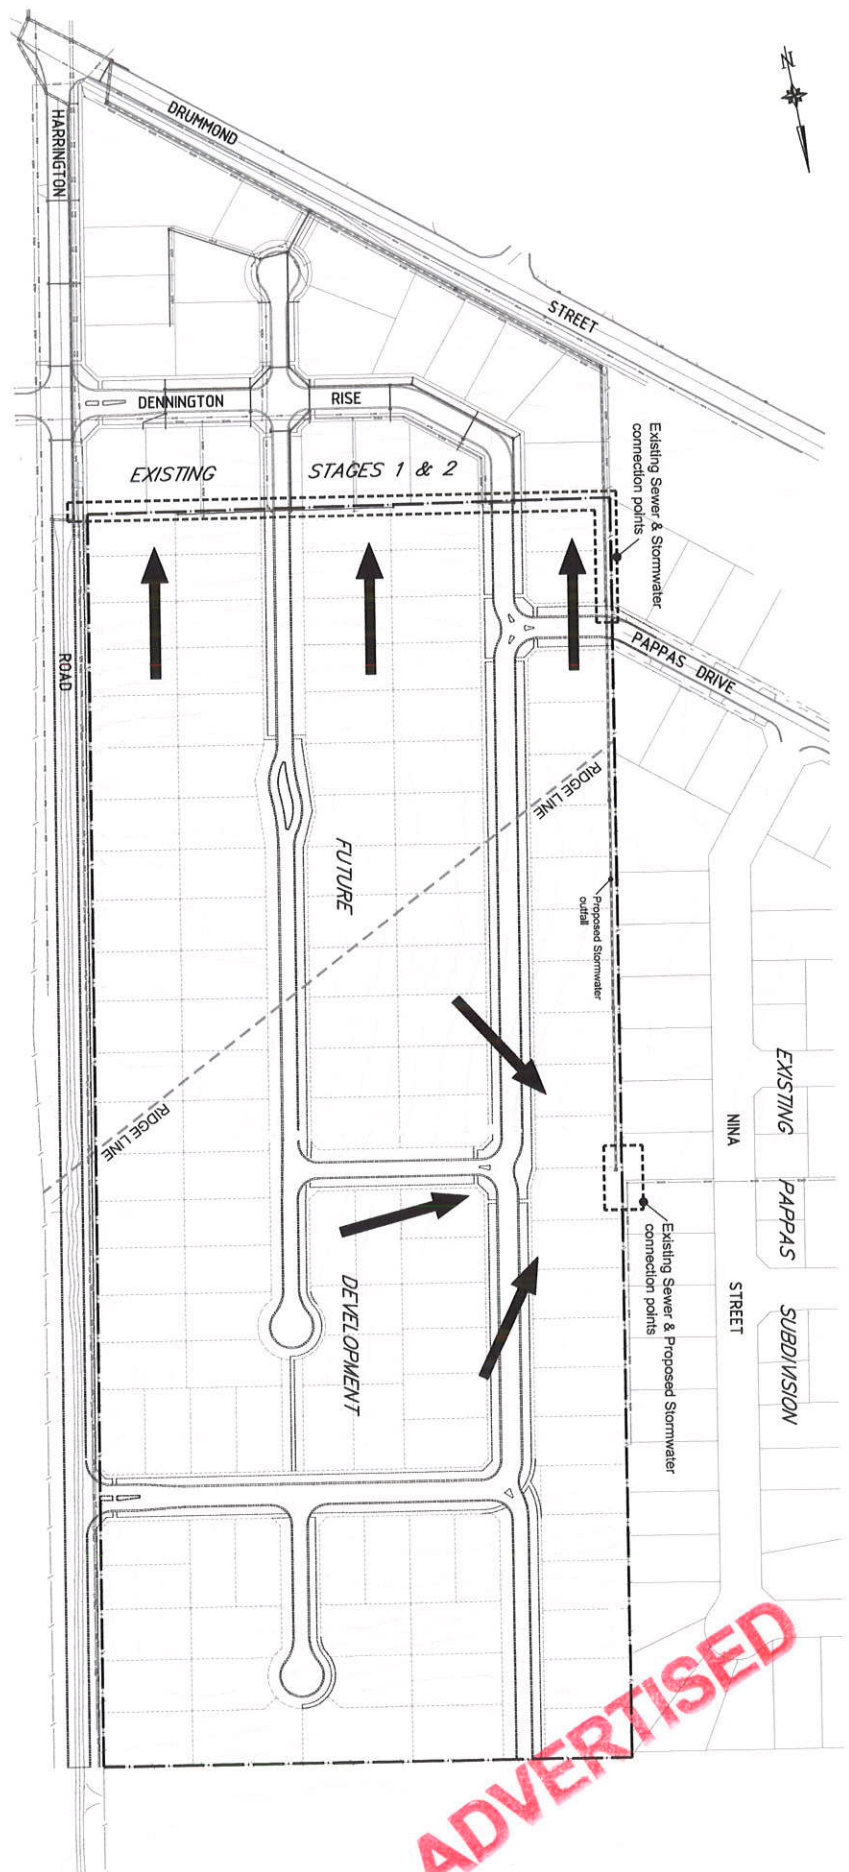 N
DRUMMOND
STREET
HARRINGTON
ROAD
DENNINGTON
RISE
EXISTING
STAGES 1 & 2
Existing Sewer & Stormwater
connection points
PAPPAS DRIVE
RIDGE LINE
FUTURE
Proposed Stormwater
outfall
RIDGE LINE
EXISTING
PAPPAS
SUBDIVISION
NINA
STREET
Existing Sewer & Proposed Stormwater
connection points
DEVELOPMENT
ADVERTISED